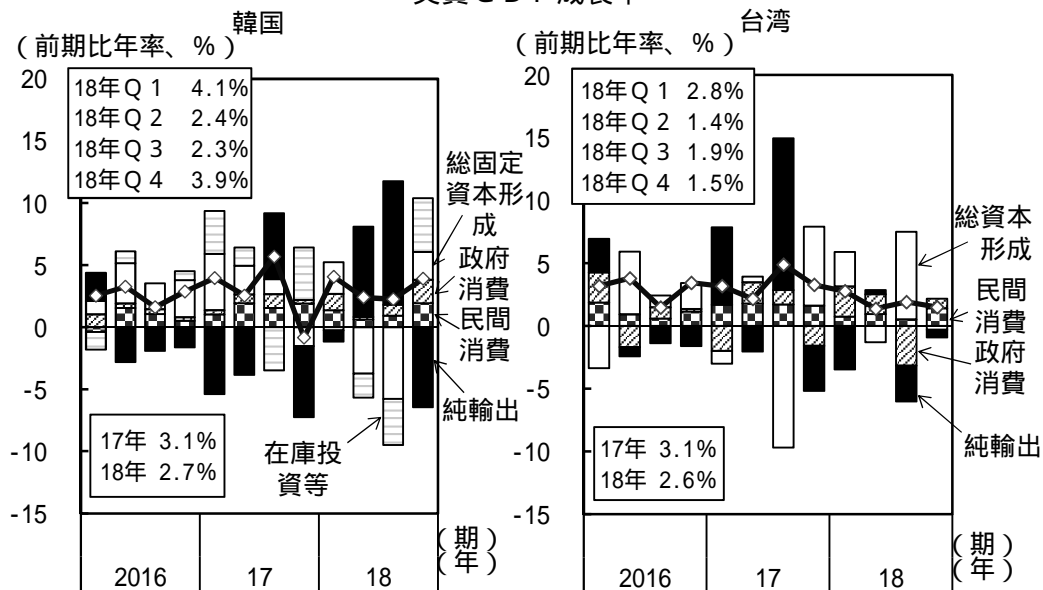 韓国
（前期比年率、％）
20
15
10
5
0
-5
-10
-15
18年Ｑ１ 4.1%
18年Ｑ２ 2.4%
18年Ｑ３ 2.3%
18年Ｑ４ 3.9%
総固定
資本形
成
政府
消費
民間
消費
純輸出
在庫投
資等
17年 3.1%
18年 2.7%
2016
17
18
（期）
（年）
台湾
（前期比年率、％）
20
15
10
5
0
-5
-10
-15
18年Ｑ１ 2.8%
18年Ｑ２ 1.4%
18年Ｑ３ 1.9%
18年Ｑ４ 1.5%
総資本
形成
民間
消費
政府
消費
純輸出
17年 3.1%
18年 2.6%
2016
17
18
（期）
（年）